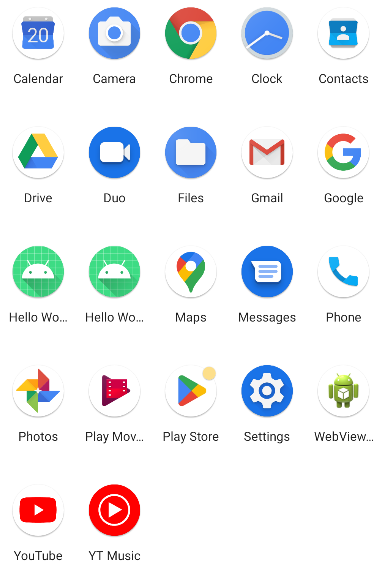 20
Calendar
Camera
Chrome
Clock
Contacts
Drive
Duo
Files
Gmail
Google
Hello Wo...
Hello Wo...
Maps
Messages
Phone
Photos
Play Mov...
Play Store
Settings
WebView...
YouTube
YT Music